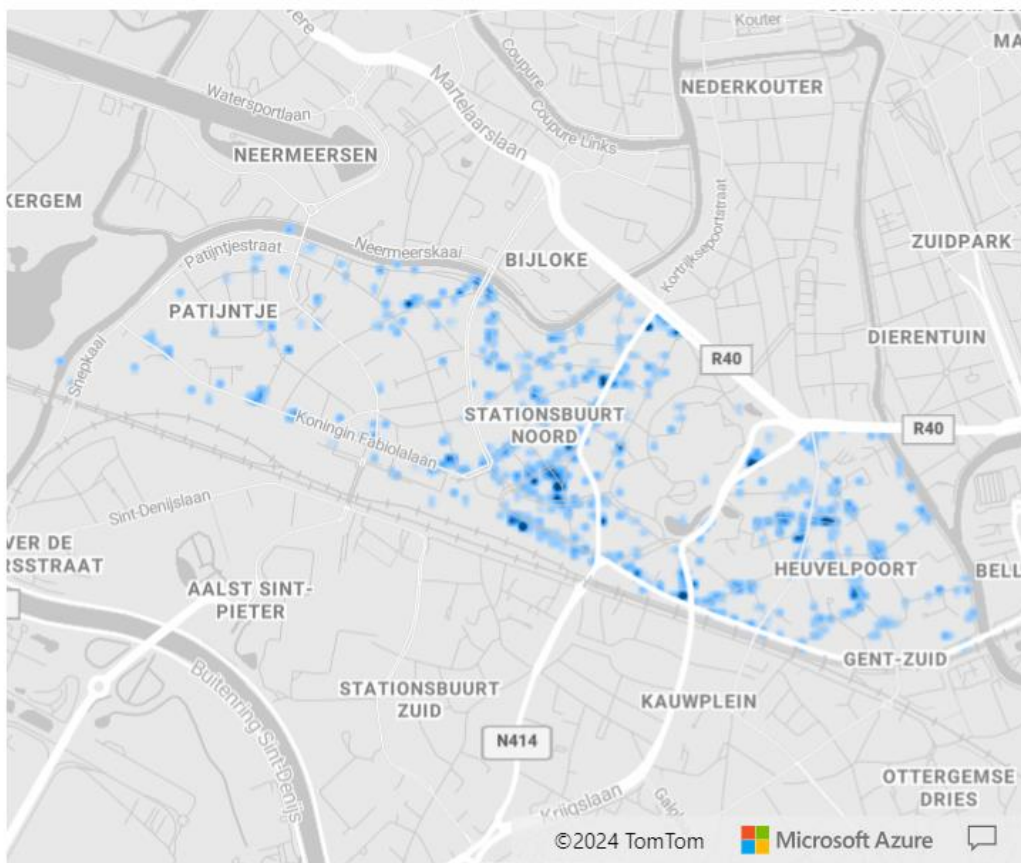 Kouter
MA
Coupure
NEDERKOUTER
Martelaarslaan
Watersportlaan
Coupure Links
NEERMEERSEN
KERGEM
Kortrijksepoortstraat
ZUIDPARK
Neermeerskaai
Patijntjestraat
BIJLOKE
PATIJNTJE
DIERENTUIN
R40
Snepkaai
STATIONSBUURT
NOORD
R40
Koningin Fabiolalaan
Sint-Denijslaan
VER DE
RSSTRAAT
HEUVELPOORT
BELL
AALST SINT-
PIETER
GENT-ZUID
Buitenring Sint-Denijs
STATIONSBUURT
ZUID
KAUWPLEIN
N414
OTTERGEMSE
DRIES
Krijgslaan
©2024 TomTom
Microsoft Azure